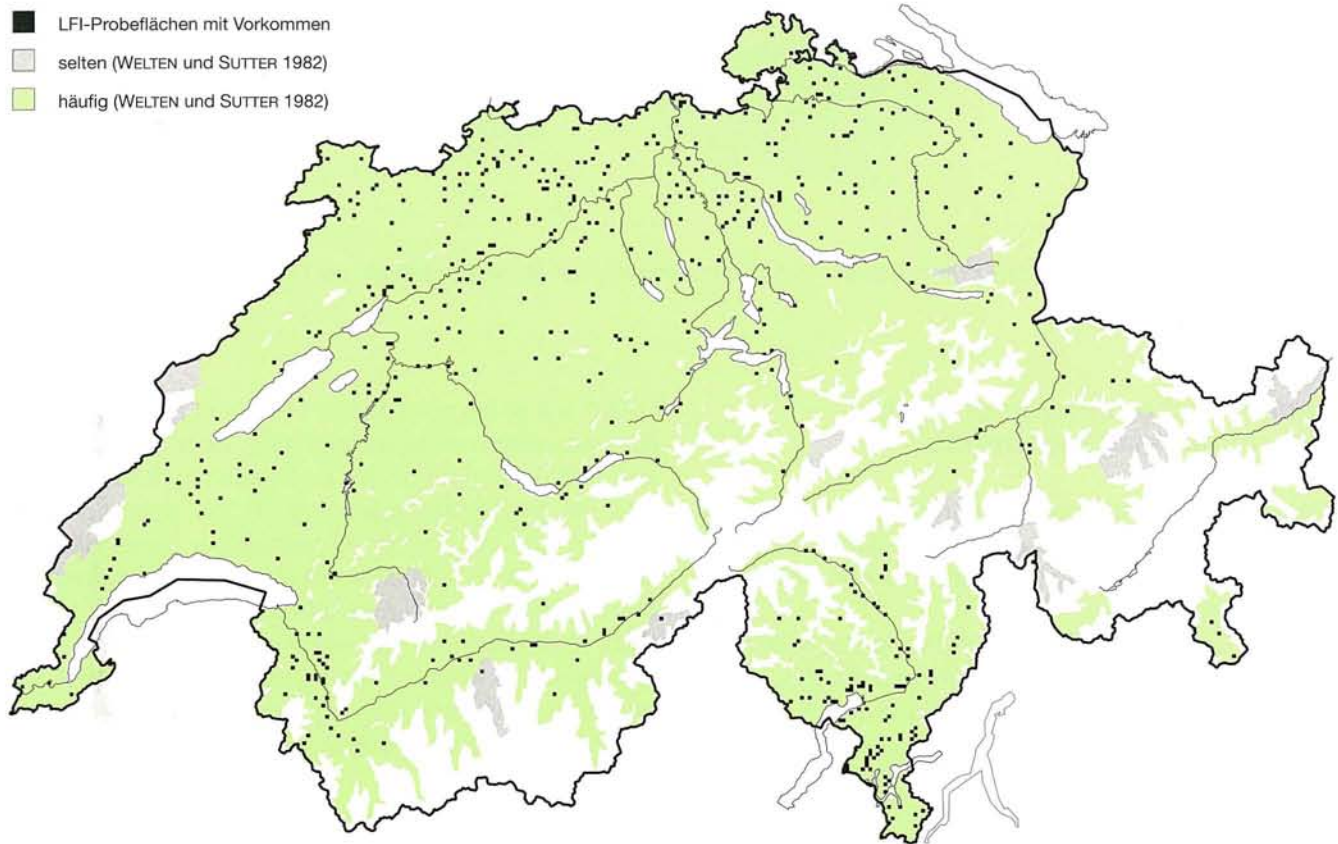 LFI-Probeflächen mit Vorkommen
selten (WELTEN und SUTTER 1982)
häufig (WELTEN und SUTTER 1982)